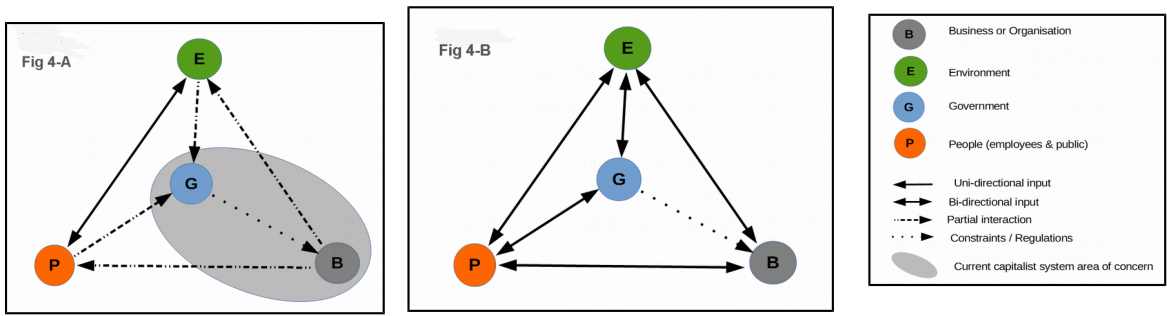 Fig 4-A
E
G
P
B
Fig 4-B
E
G
P
B
B Business or Organisation
E Environment
G Government
P People (employees & public)
Uni-directional input
Bi-directional input
Partial interaction
Constraints / Regulations
Current capitalist system area of concern